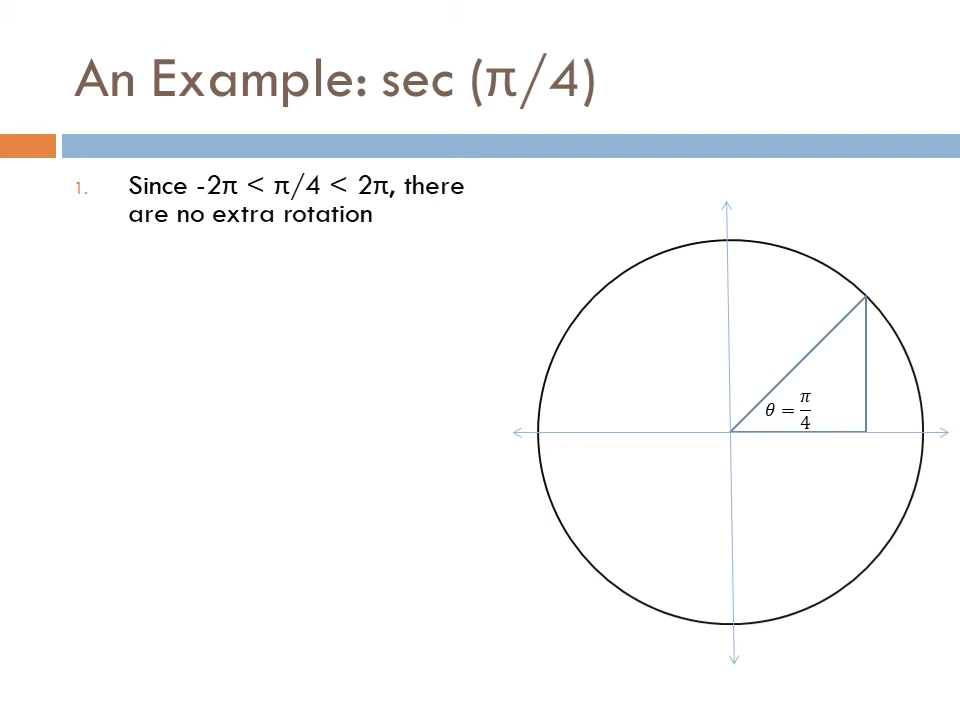 An Example: sec (π/4)
1. Since -2π < π/4 < 2π, there
are no extra rotation
θ = π/4